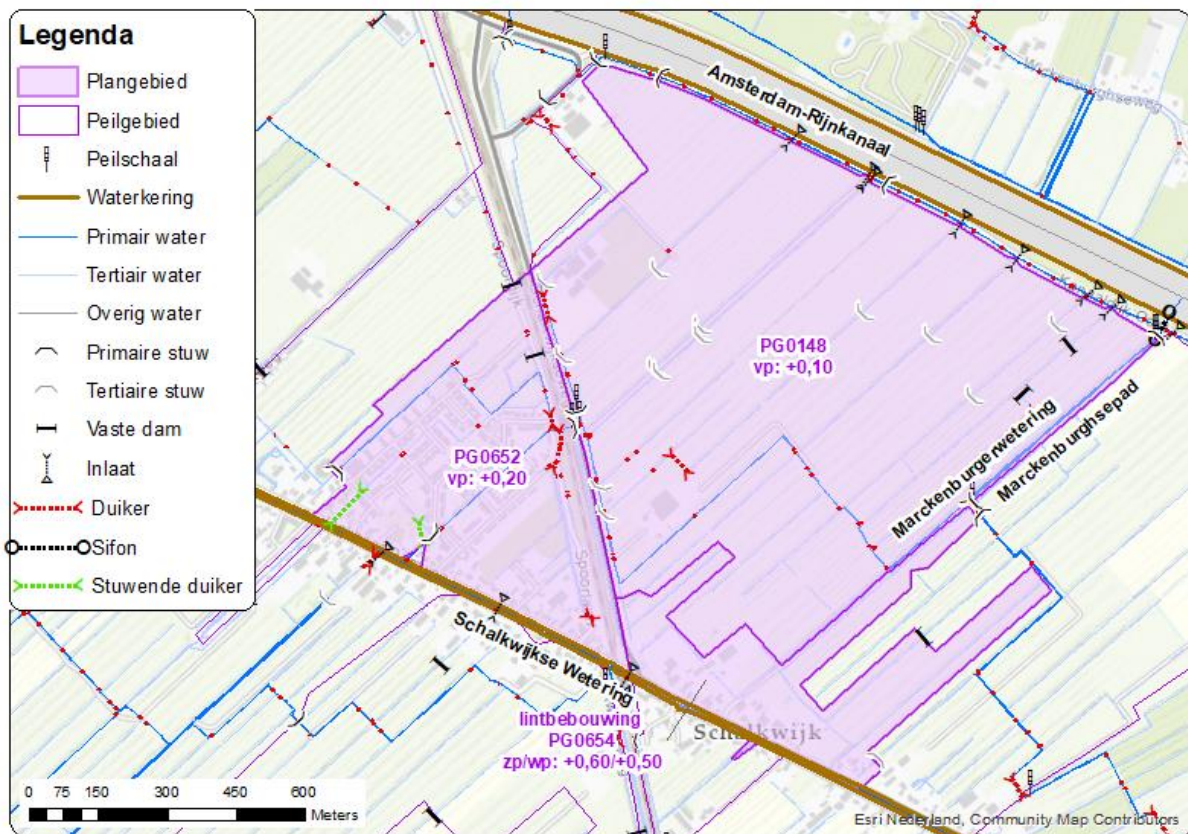 Legenda
Plangebied
Peilgebied
Peilschaal
Waterkering
Primair water
Tertiair water
Overig water
Primaire stuw
Tertiaire stuw
Vaste dam
Inlaat
Duiker
Sifon
Stuwende duiker
Amsterdam-Rijnkanaal
PG0148
vp: +0,10
PG0652
vp: +0,20
Marckenburgerwetering
Marckenburghsepad
Schalkwijkse Wetering
lintbebouwing
PG0654
zp/wp: +0,60/+0,50
Schalkwijk
0 75 150 300 450 600
Meters
Esri Nederland, Community Map Contributors